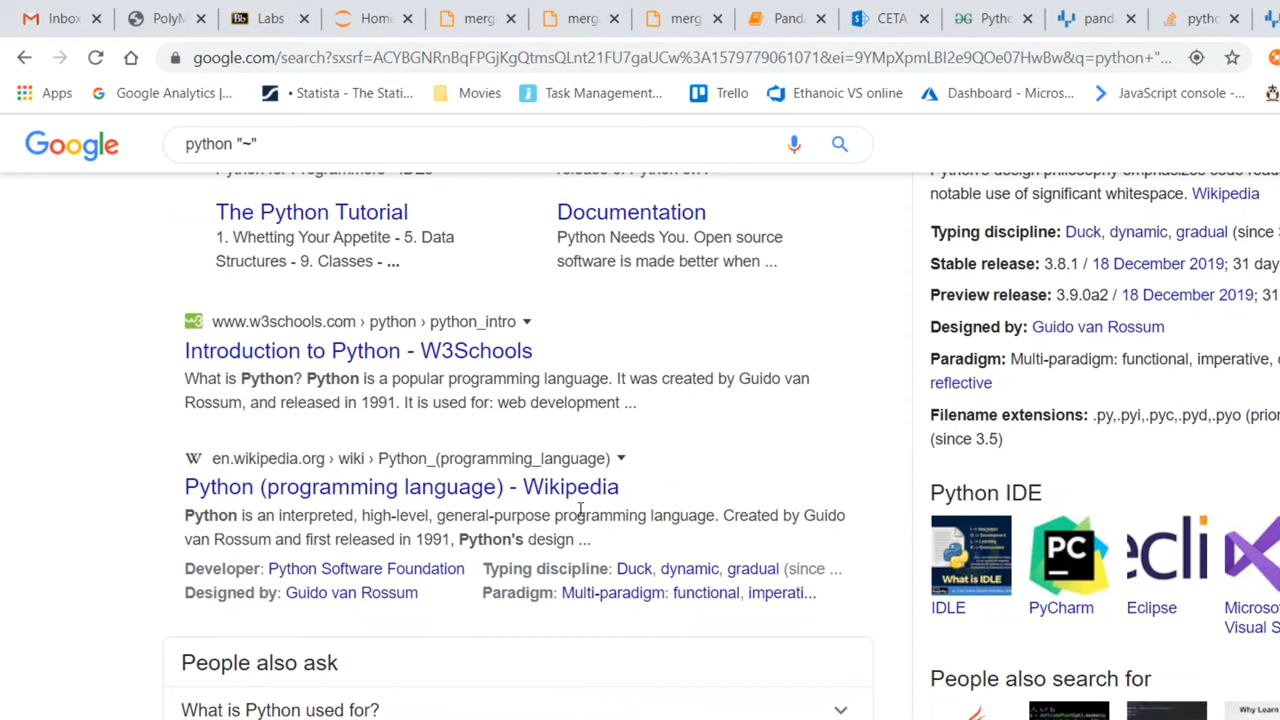 Inbox
PolyM
Labs
Home
merg
merg
merg
Panda
CETA
Pytho
pand
pytho
google.com/search?sxsrf=ACYBGNRnBqFPGjKgQtmsQLnt21FU7gaUCw%3A1579779061071&ei=9YMpXpmLBI2e9QOe07HwBw&q=python+"...
Apps
Google Analytics |...
• Statista - The Stati...
Movies
Task Management...
Trello
Ethanoic VS online
Dashboard - Micros...
JavaScript console -...
Google
python "~"
The Python Tutorial
1. Whetting Your Appetite - 5. Data
Structures - 9. Classes - ...
Documentation
Python Needs You. Open source
software is made better when ...
www.w3schools.com › python › python_intro
Introduction to Python - W3Schools
What is Python? Python is a popular programming language. It was created by Guido van
Rossum, and released in 1991. It is used for: web development ...
W en.wikipedia.org › wiki › Python_(programming_language)
Python (programming language) - Wikipedia
Python is an interpreted, high-level, general-purpose programming language. Created by Guido
van Rossum and first released in 1991, Python's design ...
Developer: Python Software Foundation
Typing discipline: Duck, dynamic, gradual (since ...
Designed by: Guido van Rossum
Paradigm: Multi-paradigm: functional, imperati...
People also ask
What is Python used for?
Python's design philosophy emphasizes code
notable use of significant whitespace. Wikipedia
Typing discipline: Duck, dynamic, gradual (since 3
Stable release: 3.8.1 / 18 December 2019; 31 day
Preview release: 3.9.0a2 / 18 December 2019; 31
Designed by: Guido van Rossum
Paradigm: Multi-paradigm: functional, imperative,
reflective
Filename extensions: .py,.pyi,.pyc,.pyd,.pyo (prior
(since 3.5)
Python IDE
What is IDLE
PC
ecli
IDLE
PyCharm
Eclipse
Microso
Visual S
People also search for
Why Learn